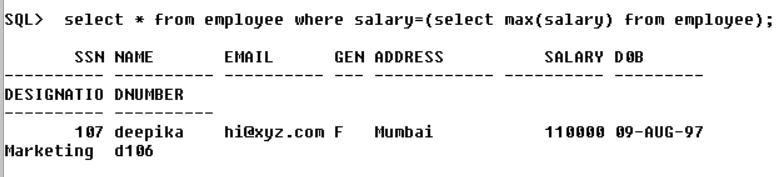 SQL>  select * from employee where salary=(select max(salary) from employee);
       SSN NAME       EMAIL      GEN ADDRESS          SALARY D0B
---------- ---------- ---------- --- ------------ ---------- ---------
DESIGNATIO DNUMBER
---------- ----------
       107 deepika    hi@xyz.com F   Mumbai           110000 09-AUG-97
Marketing  d106